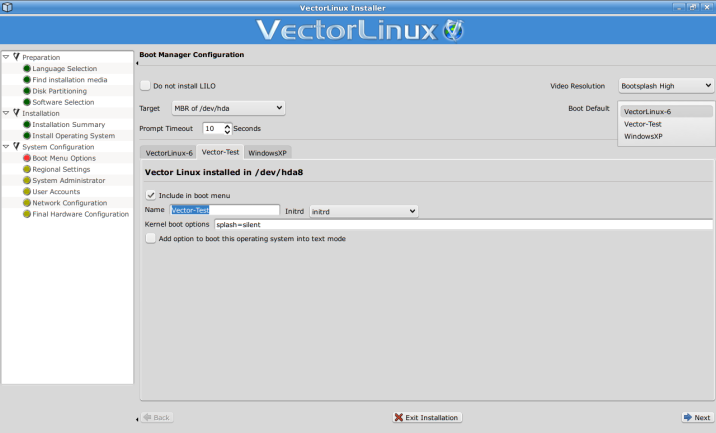 VectorLinux Installer
VectorLinux
Preparation
Language Selection
Find installation media
Disk Partitioning
Software Selection
Installation
Installation Summary
Install Operating System
System Configuration
Boot Menu Options
Regional Settings
System Administrator
User Accounts
Network Configuration
Final Hardware Configuration
Boot Manager Configuration
Do not install LILO
Video Resolution Bootsplash High
Target MBR of /dev/hda
Boot Default
VectorLinux-6
Vector-Test
WindowsXP
Prompt Timeout 10 Seconds
VectorLinux-6 Vector-Test WindowsXP
Vector Linux installed in /dev/hda8
Include in boot menu
Name Vector-Test Initrd initrd
Kernel boot options splash=silent
Add option to boot this operating system into text mode
Back Exit Installation Next